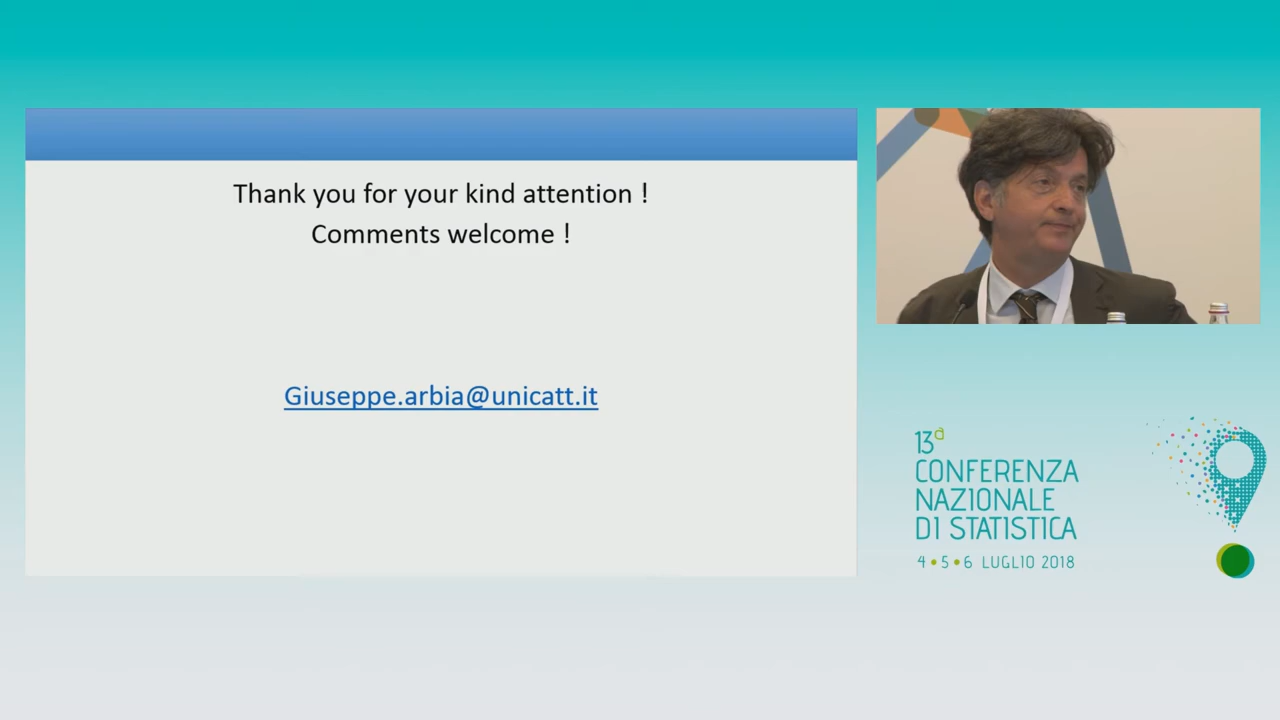 Thank you for your kind attention !
Comments welcome !
Giuseppe.arbia@unicatt.it
13ª
CONFERENZA
NAZIONALE
DI STATISTICA
4 • 5 • 6 LUGLIO 2018